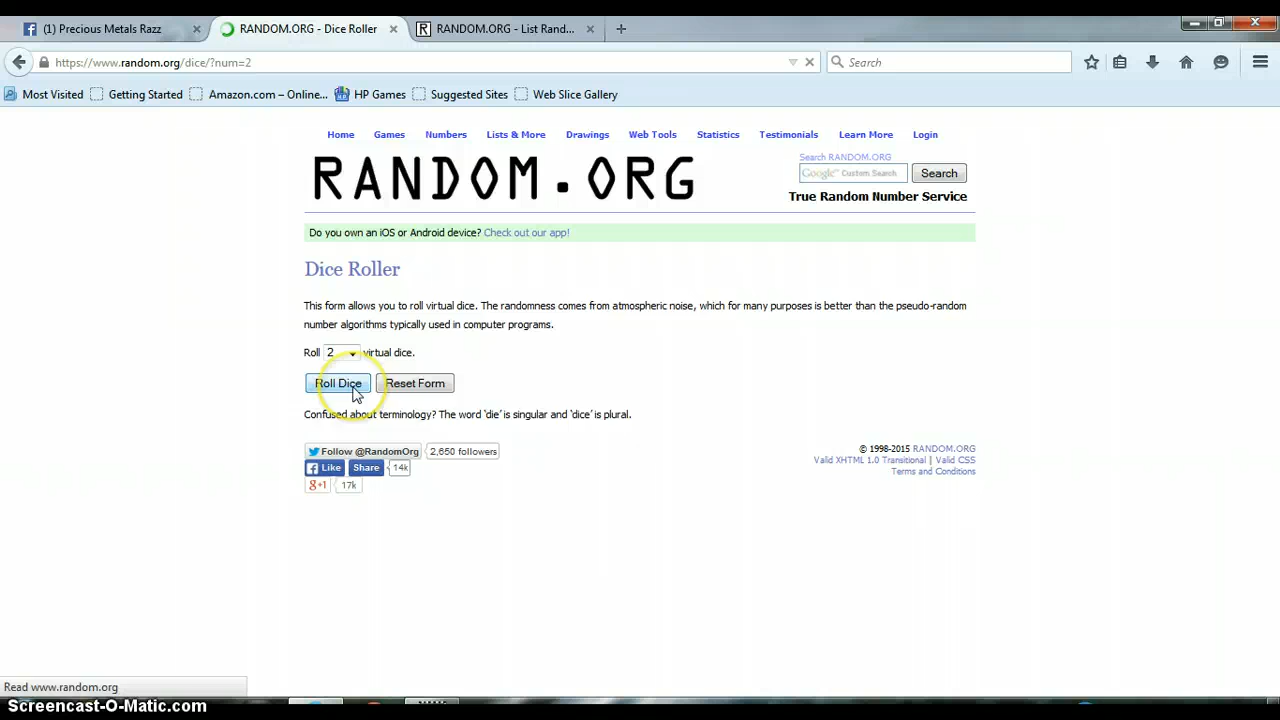 (1) Precious Metals Razz
RANDOM.ORG - Dice Roller
RANDOM.ORG - List Rand...
https://www.random.org/dice/?num=2
Search
Most Visited
Getting Started
Amazon.com – Online...
HP Games
Suggested Sites
Web Slice Gallery
Home Games Numbers Lists & More Drawings Web Tools Statistics Testimonials Learn More Login
RANDOM.ORG
Search RANDOM.ORG
Google™ Custom Search
Search
True Random Number Service
Do you own an iOS or Android device? Check out our app!
Dice Roller
This form allows you to roll virtual dice. The randomness comes from atmospheric noise, which for many purposes is better than the pseudo-random
number algorithms typically used in computer programs.
Roll 2 virtual dice.
Roll Dice Reset Form
Confused about terminology? The word ‘die’ is singular and ‘dice’ is plural.
Follow @RandomOrg 2,650 followers
Like Share 14k
g+1 17k
© 1998-2015 RANDOM.ORG
Valid XHTML 1.0 Transitional | Valid CSS
Terms and Conditions
Read www.random.org
Screencast-O-Matic.com